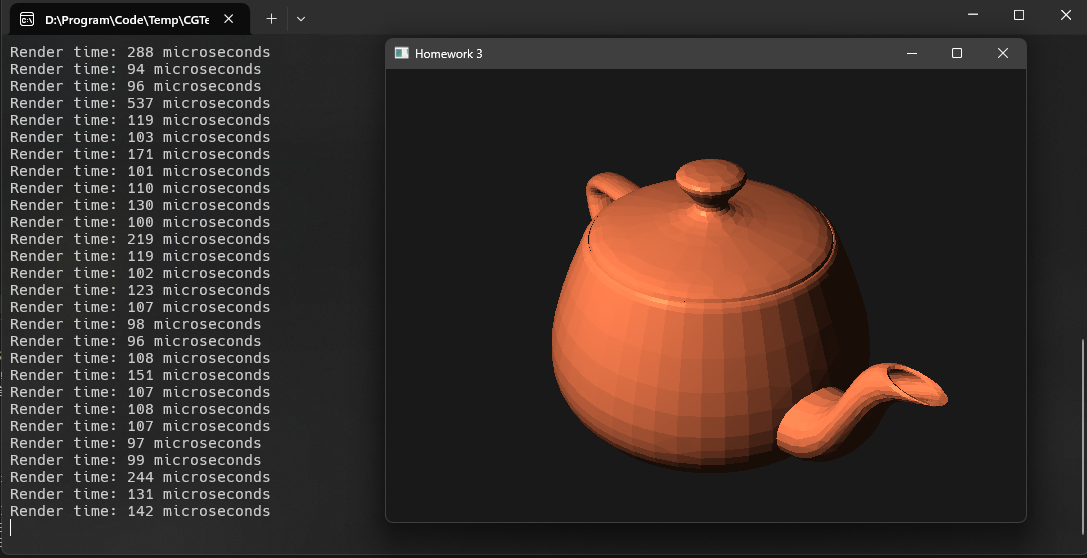 D:\Program\Code\Temp\CGTe
Render time: 288 microseconds
Render time: 94 microseconds
Render time: 96 microseconds
Render time: 537 microseconds
Render time: 119 microseconds
Render time: 103 microseconds
Render time: 171 microseconds
Render time: 101 microseconds
Render time: 110 microseconds
Render time: 130 microseconds
Render time: 100 microseconds
Render time: 219 microseconds
Render time: 119 microseconds
Render time: 102 microseconds
Render time: 123 microseconds
Render time: 107 microseconds
Render time: 98 microseconds
Render time: 96 microseconds
Render time: 108 microseconds
Render time: 151 microseconds
Render time: 107 microseconds
Render time: 108 microseconds
Render time: 107 microseconds
Render time: 97 microseconds
Render time: 99 microseconds
Render time: 244 microseconds
Render time: 131 microseconds
Render time: 142 microseconds
Homework 3